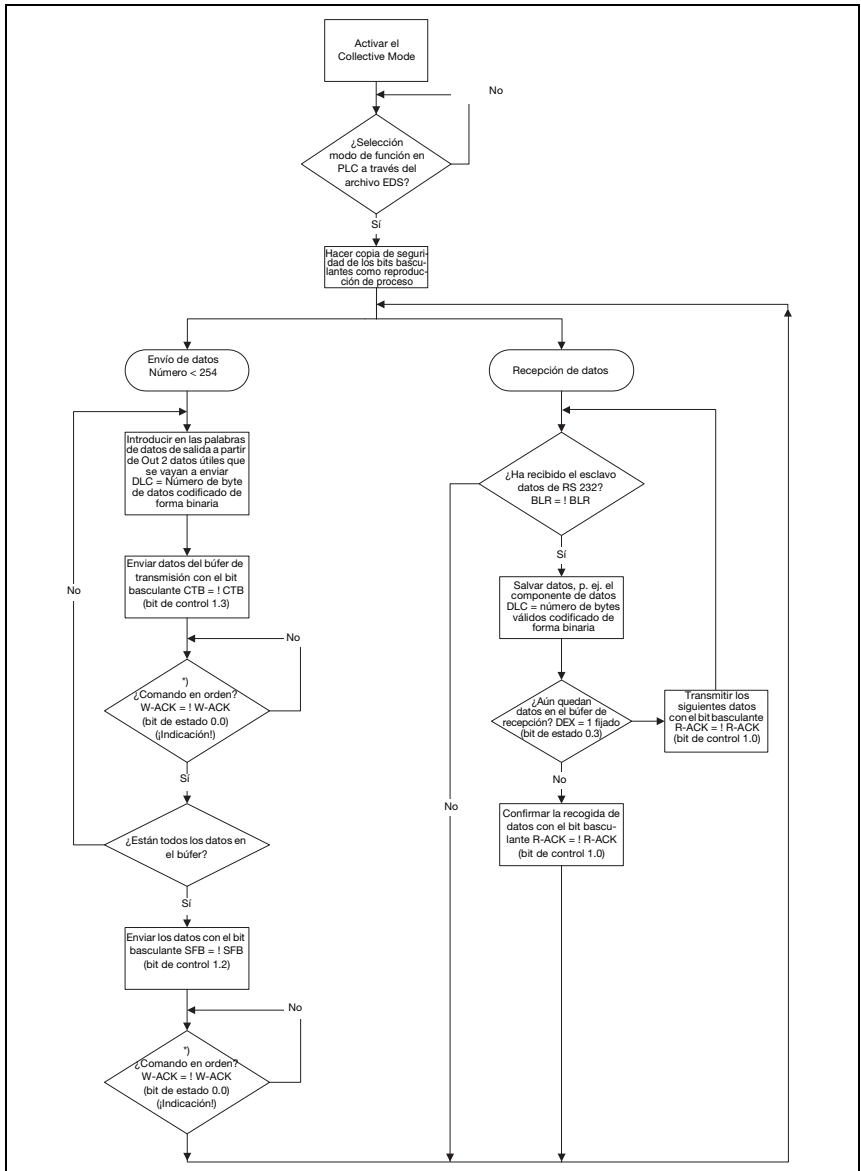 Activar el
Collective Mode
No
¿Selección
modo de función en
PLC a través del
archivo EDS?
Sí
Hacer copia de seguri-
dad de los bits bascu-
lantes como reproduc-
ción de proceso
Envío de datos
Número < 254
Introducir en las palabras
de datos de salida a partir
de Out 2 datos útiles que
se vayan a enviar
DLC = Número de byte
de datos codificado de
forma binaria
Enviar datos del búfer de
transmisión con el bit
basculante CTB = ! CTB
(bit de control 1.3)
No
No
*)
¿Comando en orden?
W-ACK = ! W-ACK
(bit de estado 0.0)
(¡Indicación!)
Sí
¿Están todos los datos en
el búfer?
Sí
Enviar los datos con el bit
basculante SFB = ! SFB
(bit de control 1.2)
No
*)
¿Comando en orden?
W-ACK = ! W-ACK
(bit de estado 0.0)
(¡Indicación!)
Recepción de datos
¿Ha recibido el esclavo
datos de RS 232?
BLR = ! BLR
Sí
Salvar datos, p. ej. el
componente de datos
DLC = número de bytes
válidos codificado de
forma binaria
¿Aún quedan
datos en el búfer de
recepción? DEX = 1 fijado
(bit de estado 0.3)
Transmitir los
siguientes datos
con el bit basculante
R-ACK = ! R-ACK
(bit de control 1.0)
No
No
Confirmar la recogida de
datos con el bit bascu-
lante R-ACK = ! R-ACK
(bit de control 1.0)